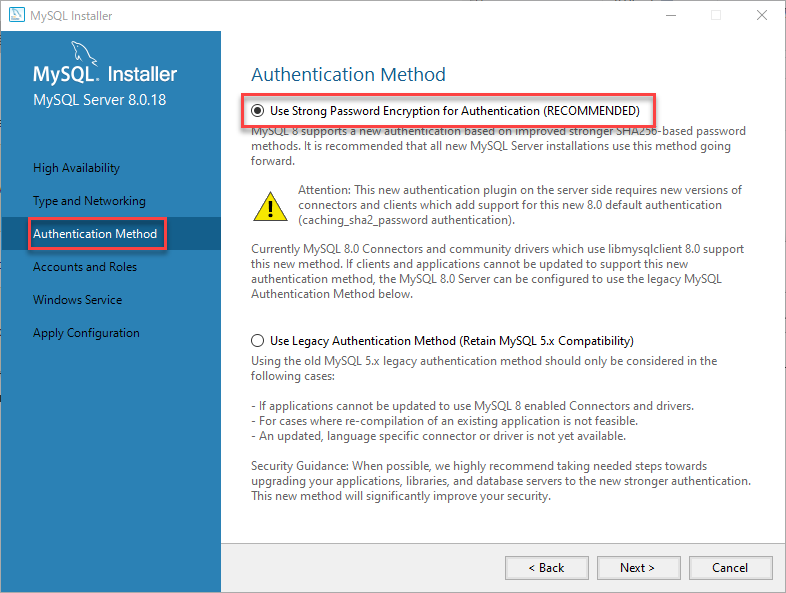 MySQL Installer
MySQL. Installer
MySQL Server 8.0.18
High Availability
Type and Networking
Authentication Method
Accounts and Roles
Windows Service
Apply Configuration
Authentication Method
Use Strong Password Encryption for Authentication (RECOMMENDED)
MySQL 8 supports a new authentication based on improved stronger SHA256-based password
methods. It is recommended that all new MySQL Server installations use this method going
forward.
Attention: This new authentication plugin on the server side requires new versions of
connectors and clients which add support for this new 8.0 default authentication
(caching_sha2_password authentication).
Currently MySQL 8.0 Connectors and community drivers which use libmysqlclient 8.0 support
this new method. If clients and applications cannot be updated to support this new
authentication method, the MySQL 8.0 Server can be configured to use the legacy MySQL
Authentication Method below.
Use Legacy Authentication Method (Retain MySQL 5.x Compatibility)
Using the old MySQL 5.x legacy authentication method should only be considered in the
following cases:
- If applications cannot be updated to use MySQL 8 enabled Connectors and drivers.
- For cases where re-compilation of an existing application is not feasible.
- An updated, language specific connector or driver is not yet available.
Security Guidance: When possible, we highly recommend taking needed steps towards
upgrading your applications, libraries, and database servers to the new stronger authentication.
This new method will significantly improve your security.
< Back
Next >
Cancel